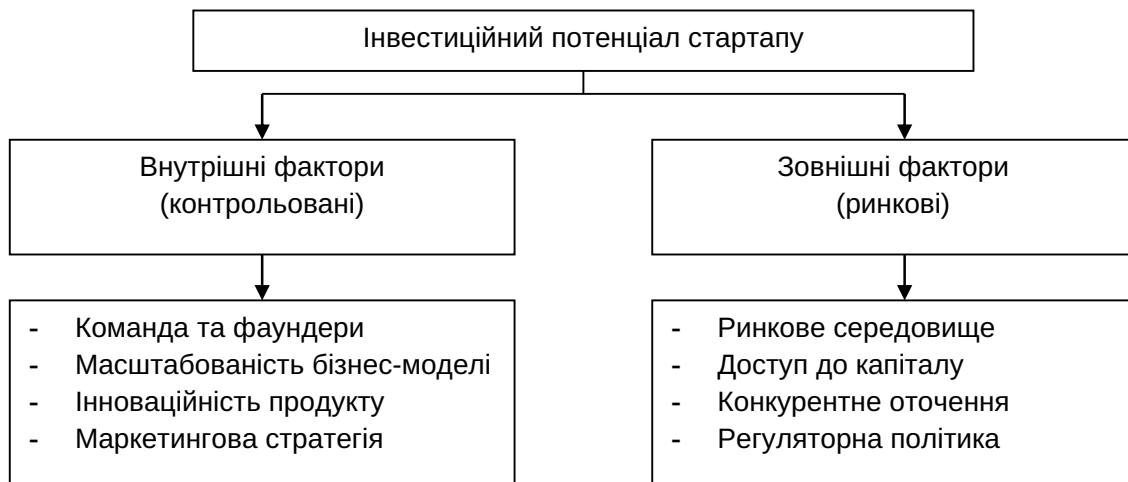 Інвестиційний потенціал стартапу
Внутрішні фактори
(контрольовані)
Зовнішні фактори
(ринкові)
- Команда та фаундери
- Масштабованість бізнес-моделі
- Інноваційність продукту
- Маркетингова стратегія
- Ринкове середовище
- Доступ до капіталу
- Конкурентне оточення
- Регуляторна політика